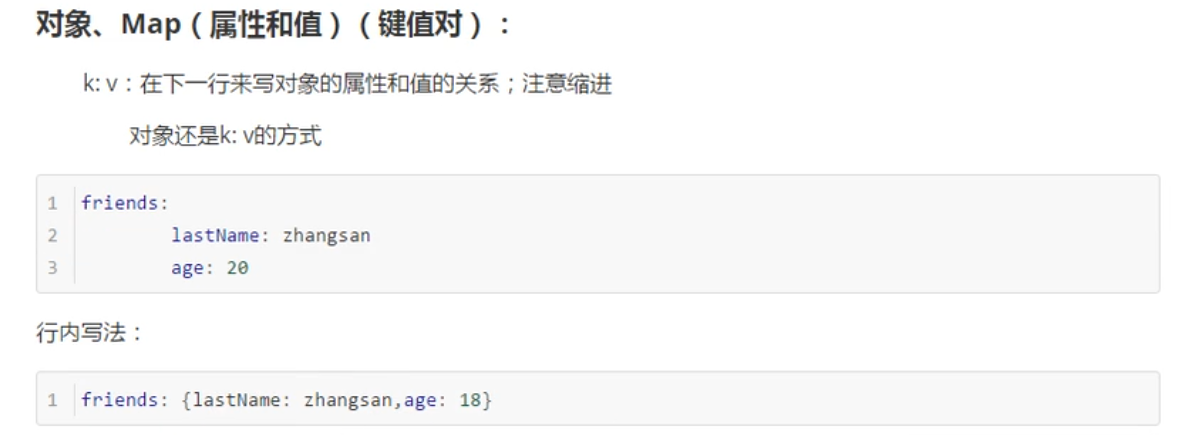 对象、Map（属性和值）（键值对）：
k: v：在下一行来写对象的属性和值的关系；注意缩进
对象还是k: v的方式
1 friends:
2 lastName: zhangsan
3 age: 20
行内写法：
1 friends: {lastName: zhangsan,age: 18}